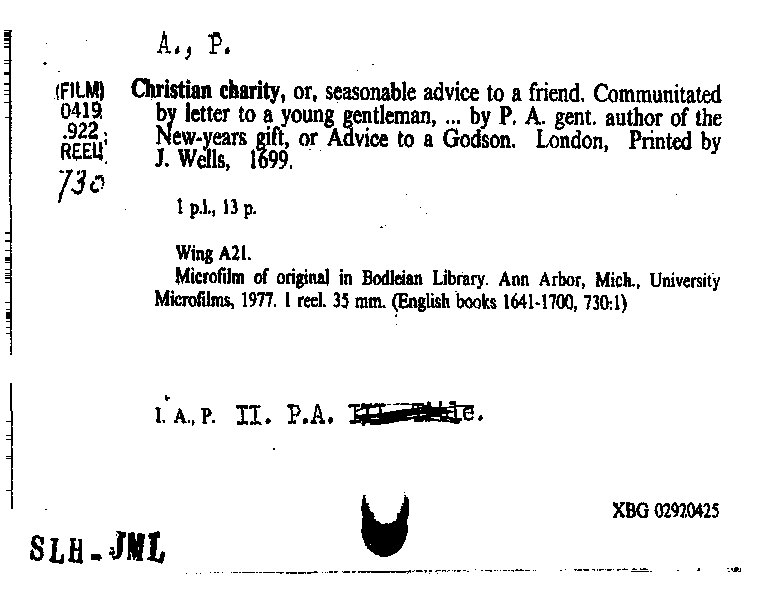 A., P.
(FILM) Christian charity, or, seasonable advice to a friend. Communitated
0419 by letter to a young gentleman, ... by P. A. gent. author of the
.922 New-years gift, or Advice to a Godson. London, Printed by
REEL J. Wells, 1699.
730
1 p.l., 13 p.
Wing A21.
Microfilm of original in Bodleian Library. Ann Arbor, Mich., University
Microfilms, 1977. 1 reel. 35 mm. (English books 1641-1700, 730:1)
I. A., P. II. P.A. III. Title.
XBG 02920425
SLH-JML